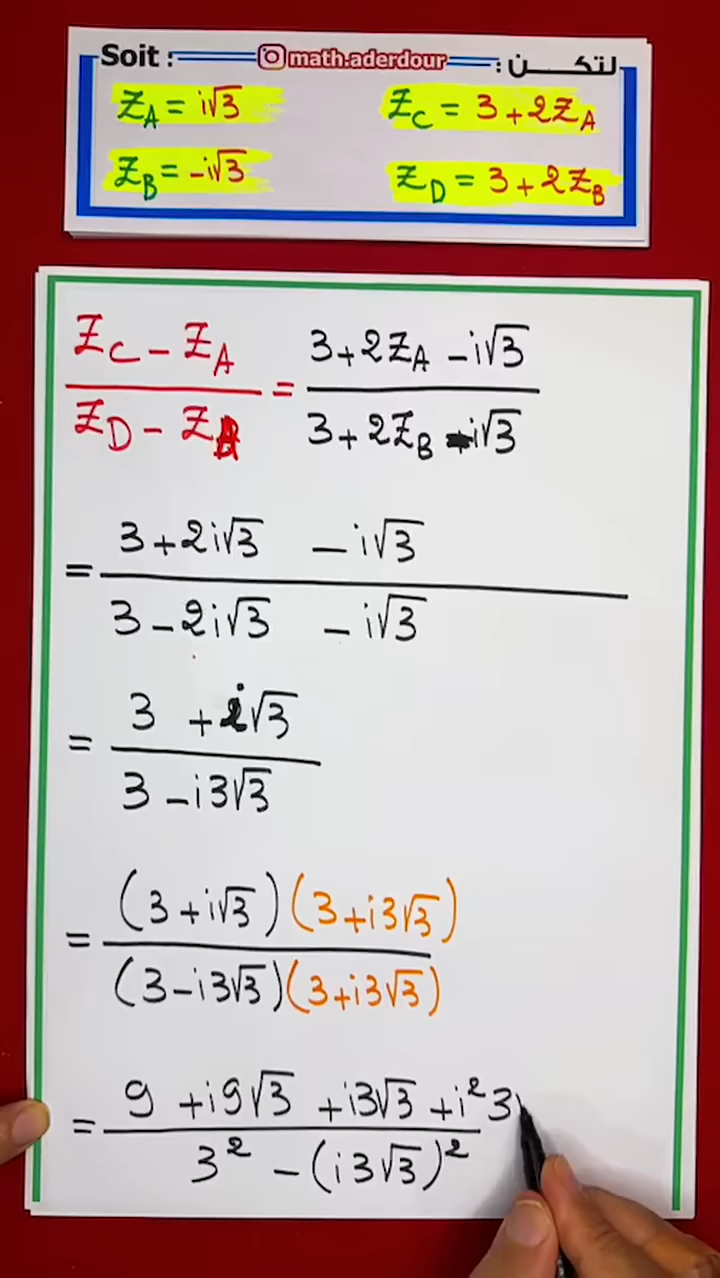 Soit : math.aderdour لتكن :
Z_A = i√3 Z_C = 3 + 2Z_A
Z_B = -i√3 Z_D = 3 + 2Z_B
(Z_C - Z_A)/(Z_D - Z_B) = (3 + 2Z_A - i√3)/(3 + 2Z_B - i√3)
= (3 + 2i√3 - i√3)/(3 - 2i√3 - i√3)
= (3 + i√3)/(3 - i3√3)
= (3 + i√3)(3 + i3√3)/(3 - i3√3)(3 + i3√3)
= (9 + i9√3 + i3√3 + i²3)/(3² - (i3√3)²)